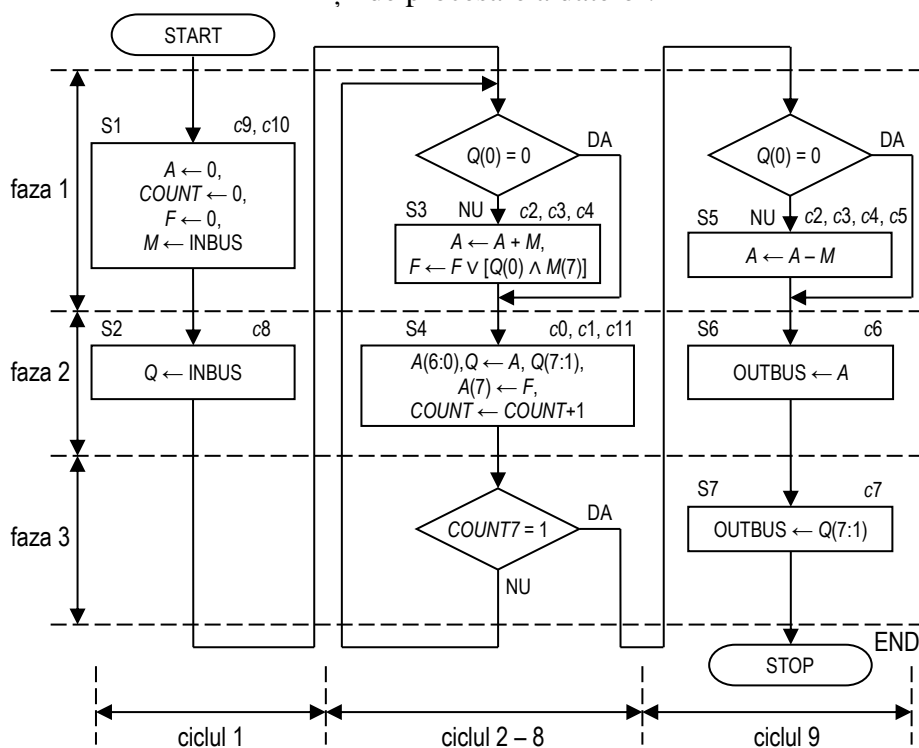 START
faza 1
S1
c9, c10
A ← 0,
COUNT ← 0,
F ← 0,
M ← INBUS
faza 2
S2
c8
Q ← INBUS
faza 3
Q(0) = 0
DA
NU
S3
c2, c3, c4
A ← A + M,
F ← F ∨ [Q(0) ∧ M(7)]
S4
c0, c1, c11
A(6:0),Q ← A, Q(7:1),
A(7) ← F,
COUNT ← COUNT+1
COUNT7 = 1
DA
NU
Q(0) = 0
DA
NU
S5
c2, c3, c4, c5
A ← A – M
S6
c6
OUTBUS ← A
S7
c7
OUTBUS ← Q(7:1)
END
STOP
ciclul 1
ciclul 2 – 8
ciclul 9